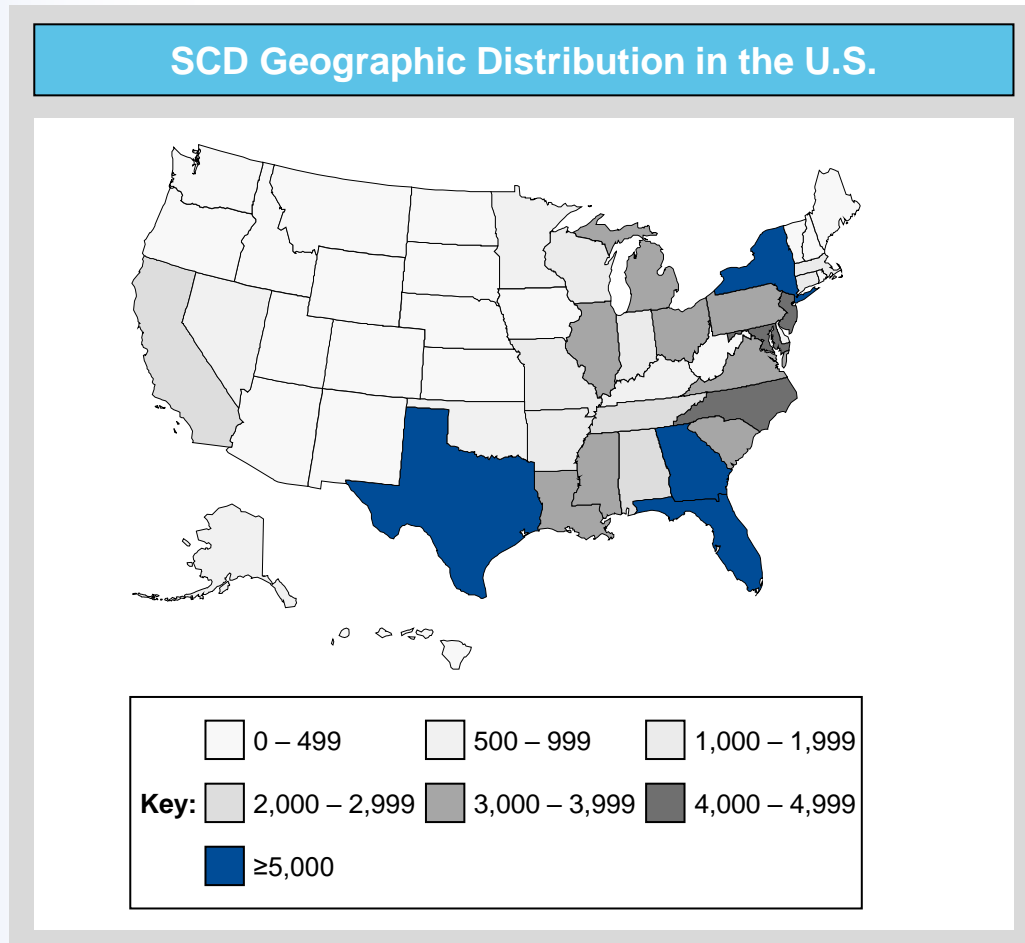 SCD Geographic Distribution in the U.S.
0 – 499 500 – 999 1,000 – 1,999
Key: 2,000 – 2,999 3,000 – 3,999 4,000 – 4,999
≥5,000